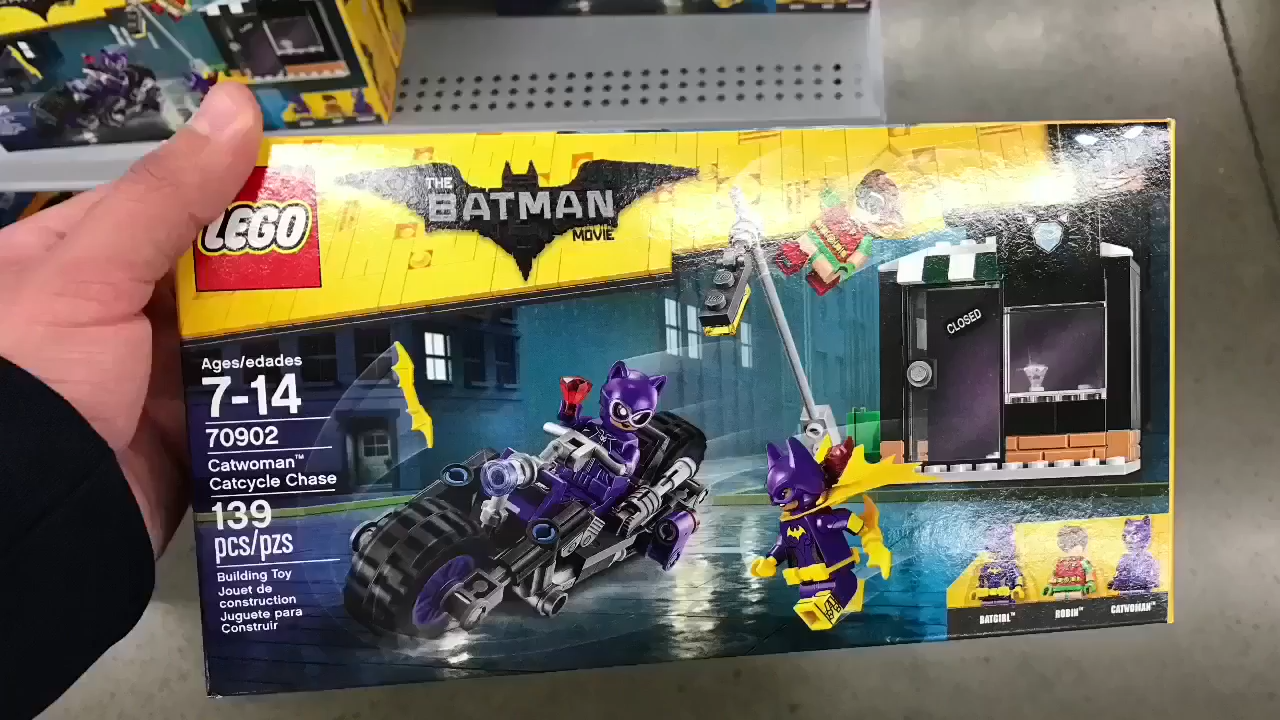 LEGO
THE
BATMAN
MOVIE
Ages/edades
7-14
70902
Catwoman™
Catcycle Chase
139
pcs/pzs
Building Toy
Jouet de
construction
Juguete para
Construir
CLOSED
BATGIRL™
ROBIN™
CATWOMAN™